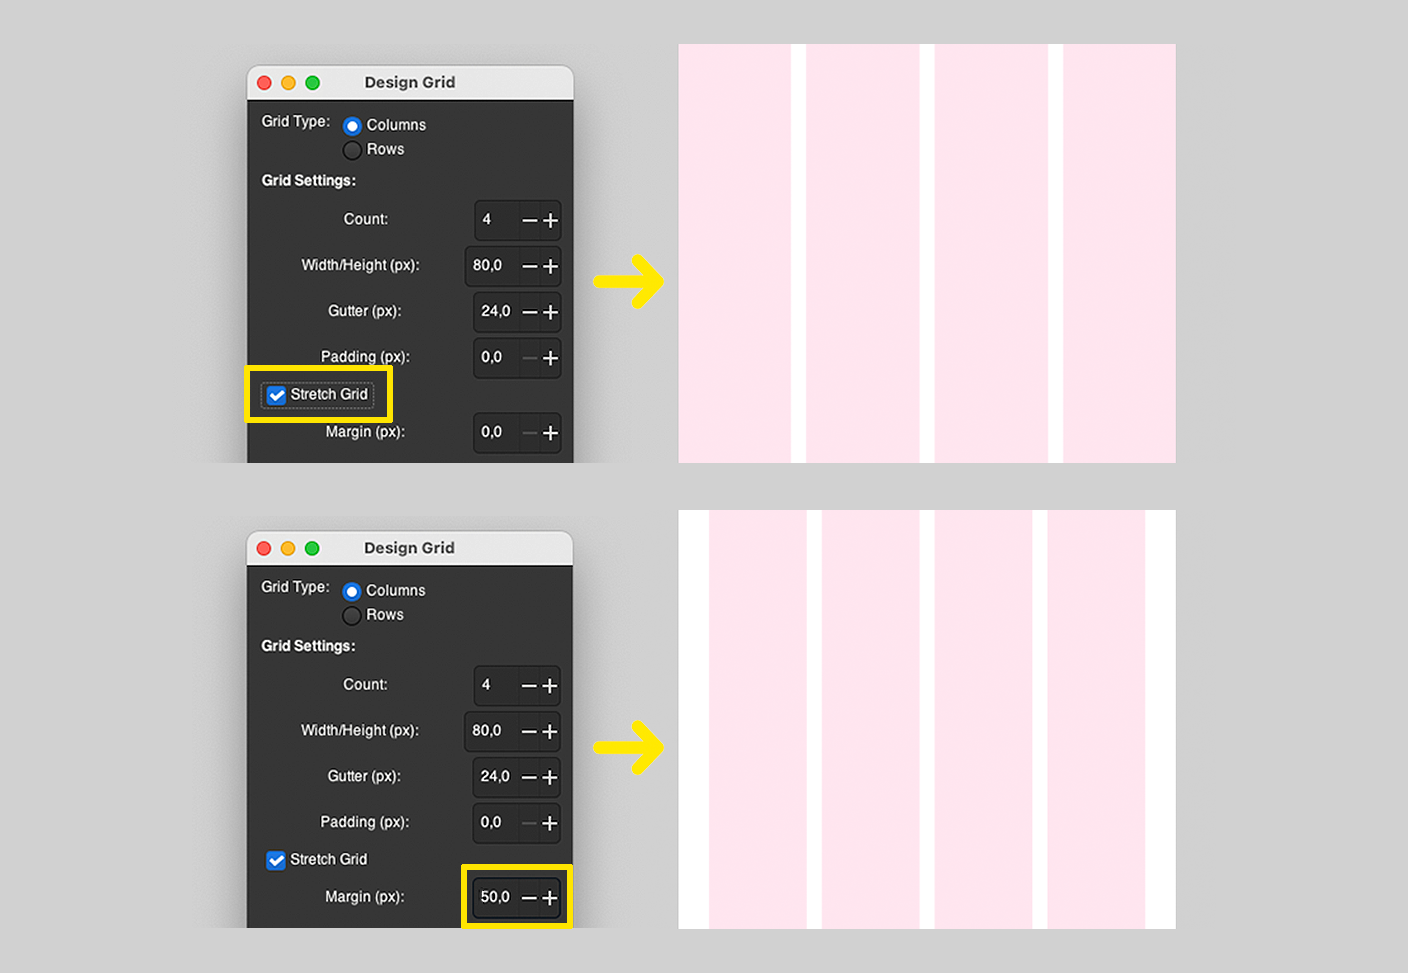 Design Grid
Grid Type: Columns
Rows
Grid Settings:
Count: 4
Width/Height (px): 80,0
Gutter (px): 24,0
Padding (px): 0,0
Stretch Grid
Margin (px): 0,0
Design Grid
Grid Type: Columns
Rows
Grid Settings:
Count: 4
Width/Height (px): 80,0
Gutter (px): 24,0
Padding (px): 0,0
Stretch Grid
Margin (px): 50,0